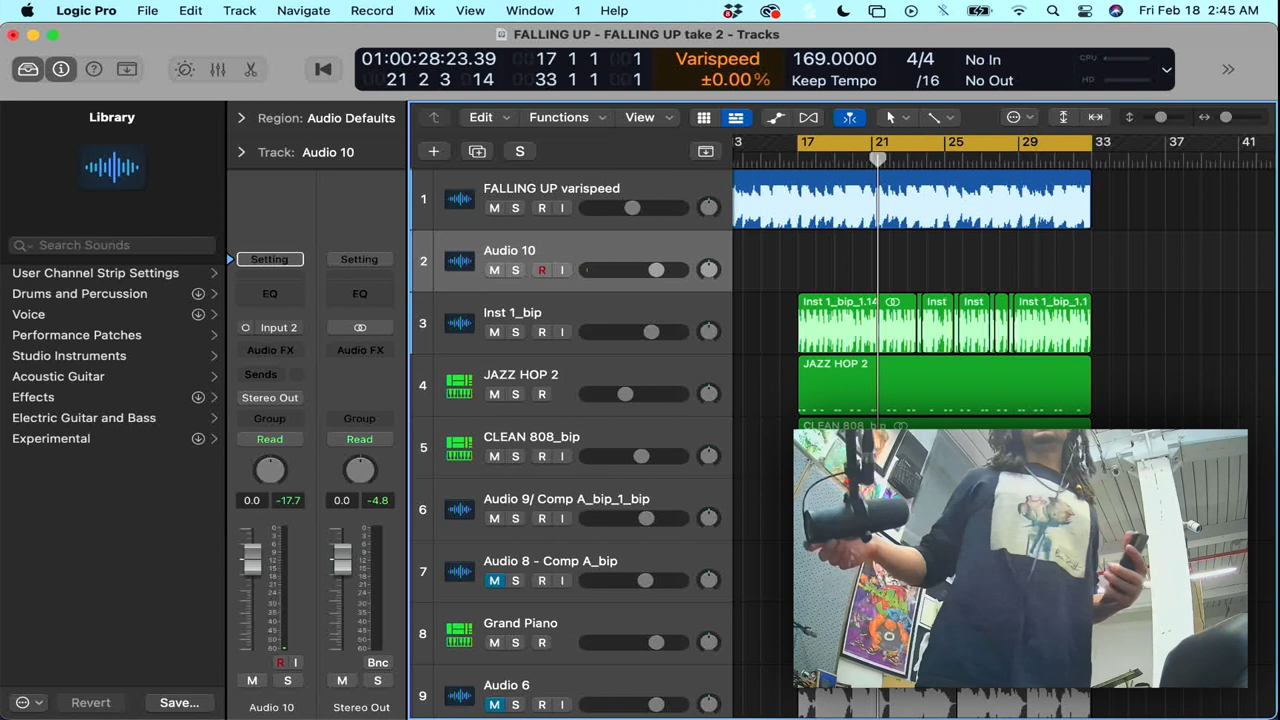 Logic Pro File Edit Track Navigate Record Mix View Window 1 Help Fri Feb 18 2:45 AM
FALLING UP - FALLING UP take 2 - Tracks
01:00:28:23.39 17 1 1 1 Varispeed 169.0000 4/4 No In CPU
21 2 3 014 33 1 1 1 ±0.00 % Keep Tempo /16 No Out HD
Library
Region: Audio Defaults
Track: Audio 10
Edit Functions View
S
17 21 25 29 33 37 41
Search Sounds
User Channel Strip Settings
Drums and Percussion
Voice
Performance Patches
Studio Instruments
Acoustic Guitar
Effects
Electric Guitar and Bass
Experimental
Revert Save...
Setting Setting
EQ EQ
Input 2
Audio FX Audio FX
Sends
Stereo Out
Group Group
Read Read
0.0 -17.7 0.0 -4.8
R I Bnc
M S M S
Audio 10 Stereo Out
1 FALLING UP varispeed
M S R I
2 Audio 10
M S R I
3 Inst 1_bip
M S R I
Inst 1_bip_1.14 Inst Inst Inst 1_bip_1.1
4 JAZZ HOP 2
M S R
JAZZ HOP 2
5 CLEAN 808_bip
M S R I
CLEAN 808_bip
6 Audio 9/ Comp A_bip_1_bip
M S R I
7 Audio 8 - Comp A_bip
M S R I
8 Grand Piano
M S R
9 Audio 6
M S R I